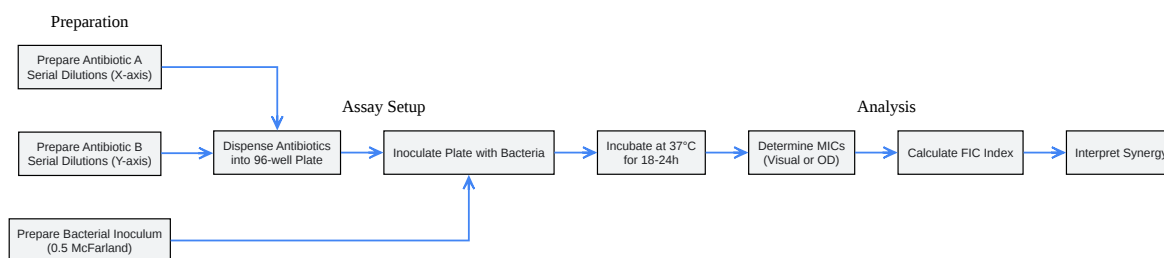 Preparation
Prepare Antibiotic A
Serial Dilutions (X-axis)
Assay Setup
Analysis
Prepare Antibiotic B
Serial Dilutions (Y-axis)
Dispense Antibiotics
into 96-well Plate
Inoculate Plate with Bacteria
Incubate at 37°C
for 18-24h
Determine MICs
(Visual or OD)
Calculate FIC Index
Interpret Synergy
Prepare Bacterial Inoculum
(0.5 McFarland)